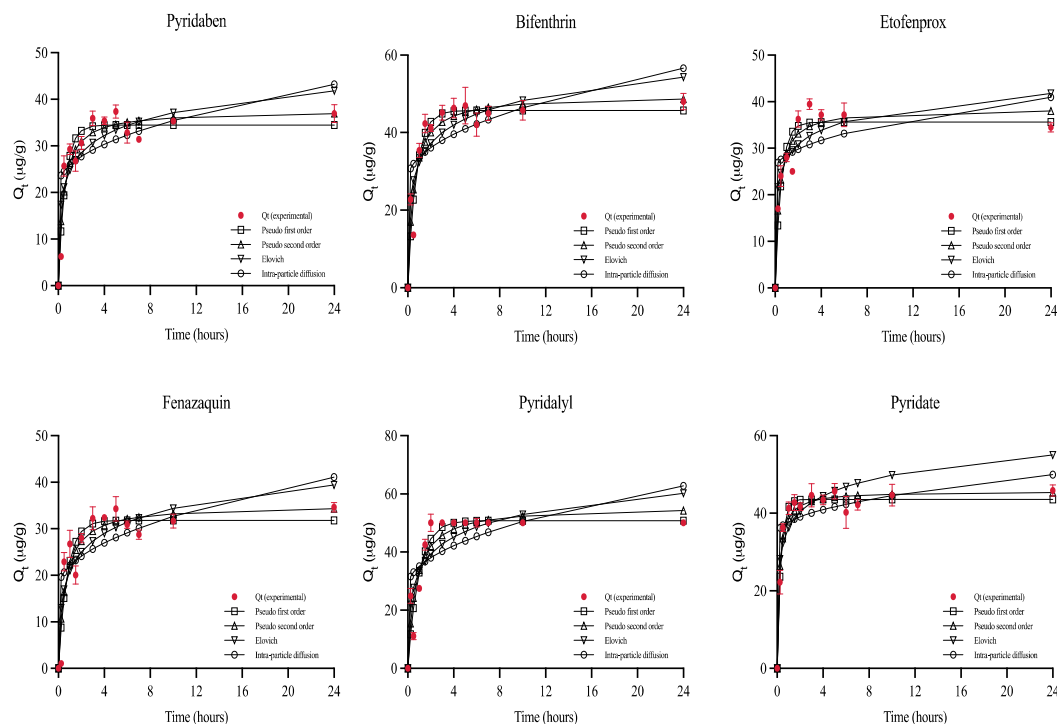 Pyridaben
50
40
30
20
10
0
Qt (μg/g)
Qt (experimental)
Pseudo first order
Pseudo second order
Elovich
Intra-particle diffusion
0 4 8 12 16 20 24
Time (hours)
Bifenthrin
60
40
20
0
Qt (μg/g)
Qt (experimental)
Pseudo first order
Pseudo second order
Elovich
Intra-particle diffusion
0 4 8 12 16 20 24
Time (hours)
Etofenprox
50
40
30
20
10
0
Qt (μg/g)
Qt (experimental)
Pseudo first order
Pseudo second order
Elovich
Intra-particle diffusion
0 4 8 12 16 20 24
Time (hours)
Fenazaquin
50
40
30
20
10
0
Qt (μg/g)
Qt (experimental)
Pseudo first order
Pseudo second order
Elovich
Intra-particle diffusion
0 4 8 12 16 20 24
Time (hours)
Pyridalyl
80
60
40
20
0
Qt (μg/g)
Qt (experimental)
Pseudo first order
Pseudo second order
Elovich
Intra-particle diffusion
0 4 8 12 16 20 24
Time (hours)
Pyridate
60
40
20
0
Qt (μg/g)
Qt (experimental)
Pseudo first order
Pseudo second order
Elovich
Intra-particle diffusion
0 4 8 12 16 20 24
Time (hours)